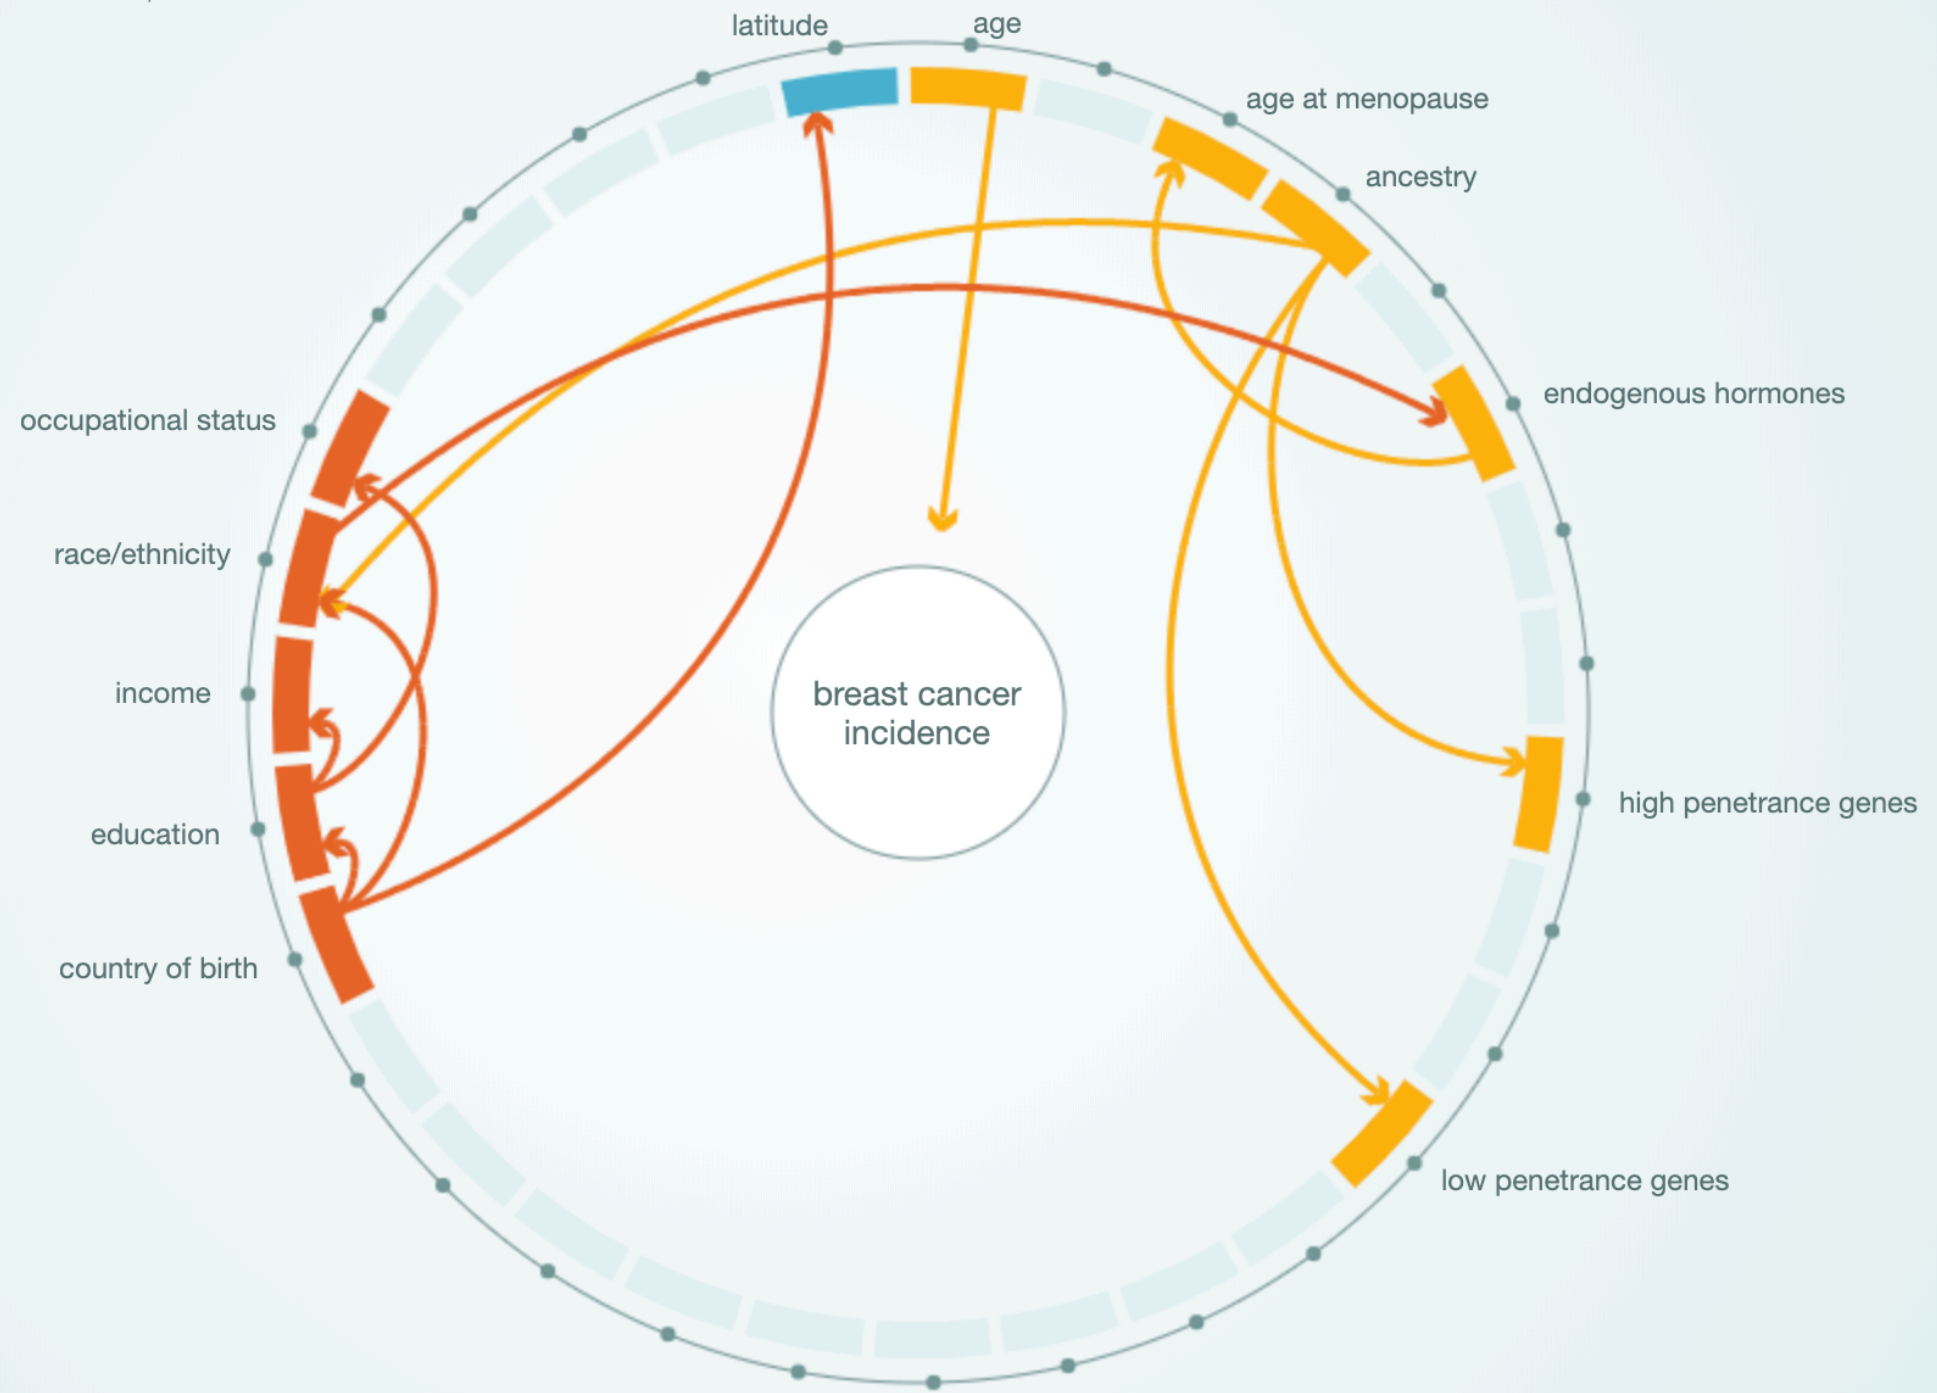 latitude
age
age at menopause
ancestry
endogenous hormones
occupational status
race/ethnicity
income
breast cancer
incidence
high penetrance genes
education
country of birth
low penetrance genes